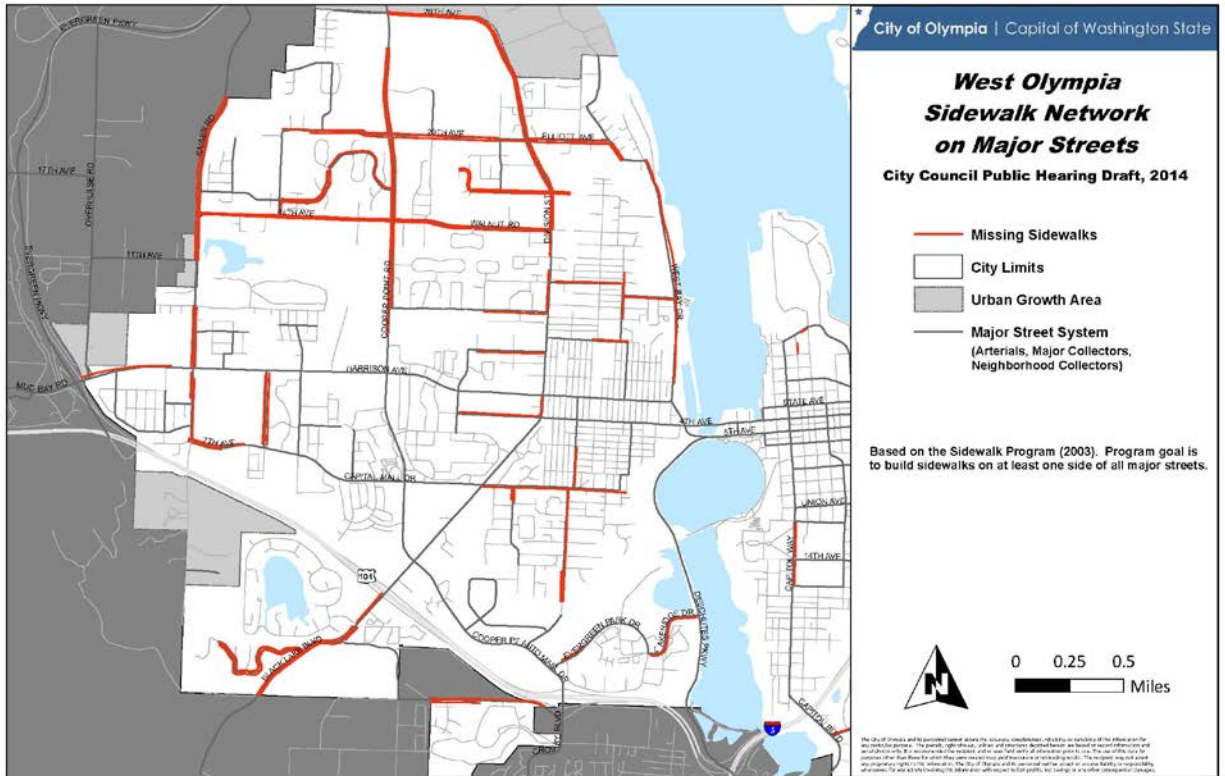 City of Olympia | Capital of Washington State
West Olympia
Sidewalk Network
on Major Streets
City Council Public Hearing Draft, 2014
Missing Sidewalks
City Limits
Urban Growth Area
Major Street System
(Arterials, Major Collectors,
Neighborhood Collectors)
Based on the Sidewalk Program (2003). Program goal is
to build sidewalks on at least one side of all major streets.
N
0 0.25 0.5
Miles
EVERGREEN PKWY
28TH AVE
KAISER RD
20TH AVE
ELLIOTT AVE
17TH AVE
OVERHULSE RD
14TH AVE
WALNUT RD
DIVISION ST
11TH AVE
EVERGREEN PKWY
COOPER POINT RD
WEST BAY DR
MUD BAY RD
HARRISON AVE
STATE AVE
4TH AVE
5TH AVE
7TH AVE
CAPITAL MALL DR
UNION AVE
14TH AVE
CAPITOL WAY
101
DESCHUTES PKWY
LAKERIDGE DR
EVERGREEN PARK DR
COOPER PT
AUTO MALL DR
BLACK LAKE BLVD
CROSBY BLVD
CAPITOL BLVD
5